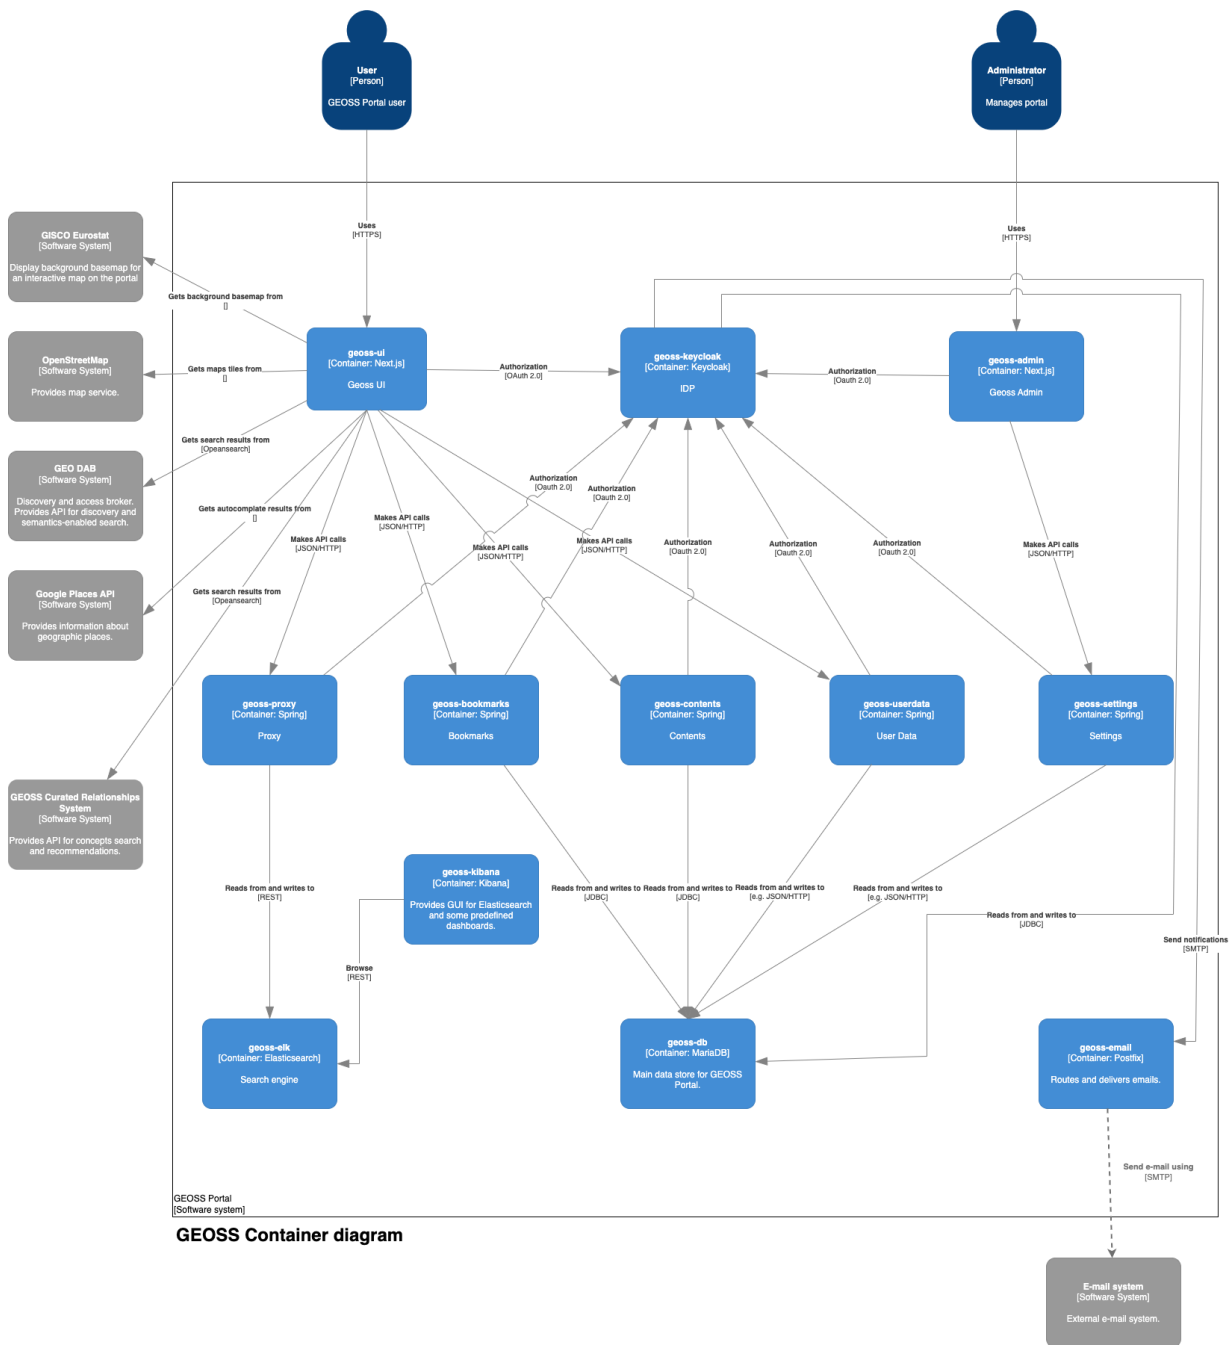 User
[Person]
GEOSS Portal user
Administrator
[Person]
Manages portal
Uses
[HTTPS]
Uses
[HTTPS]
GISCO Eurostat
[Software System]
Display background basemap for
an interactive map on the portal
Gets background basemap from
[]
OpenStreetMap
[Software System]
Provides map service.
Gets maps tiles from
[]
geoss-ui
[Container: Next.js]
Geoss UI
Authorization
[OAuth 2.0]
geoss-keycloak
[Container: Keycloak]
IDP
Authorization
[Oauth 2.0]
geoss-admin
[Container: Next.js]
Geoss Admin
Gets search results from
[Opeansearch]
GEO DAB
[Software System]
Discovery and access broker.
Provides API for discovery and
semantics-enabled search.
Gets autocomplate results from
[]
Makes API calls
[JSON/HTTP]
Makes API calls
[JSON/HTTP]
Makes API calls
[JSON/HTTP]
Makes API calls
[JSON/HTTP]
Makes API calls
[JSON/HTTP]
Authorization
[Oauth 2.0]
Authorization
[Oauth 2.0]
Authorization
[Oauth 2.0]
Authorization
[Oauth 2.0]
Authorization
[Oauth 2.0]
Google Places API
[Software System]
Provides information about
geographic places.
Gets search results from
[Opeansearch]
geoss-proxy
[Container: Spring]
Proxy
geoss-bookmarks
[Container: Spring]
Bookmarks
geoss-contents
[Container: Spring]
Contents
geoss-userdata
[Container: Spring]
User Data
geoss-settings
[Container: Spring]
Settings
GEOSS Curated Relationships
System
[Software System]
Provides API for concepts search
and recommendations.
Reads from and writes to
[REST]
geoss-kibana
[Container: Kibana]
Provides GUI for Elasticsearch
and some predefined
dashboards.
Reads from and writes to
[JDBC]
Reads from and writes to
[JDBC]
Reads from and writes to
[e.g. JSON/HTTP]
Reads from and writes to
[e.g. JSON/HTTP]
Reads from and writes to
[JDBC]
Send notifications
[SMTP]
Browse
[REST]
geoss-elk
[Container: Elasticsearch]
Search engine
geoss-db
[Container: MariaDB]
Main data store for GEOSS
Portal.
geoss-email
[Container: Postfix]
Routes and delivers emails.
Send e-mail using
[SMTP]
GEOSS Portal
[Software system]
GEOSS Container diagram
E-mail system
[Software System]
External e-mail system.